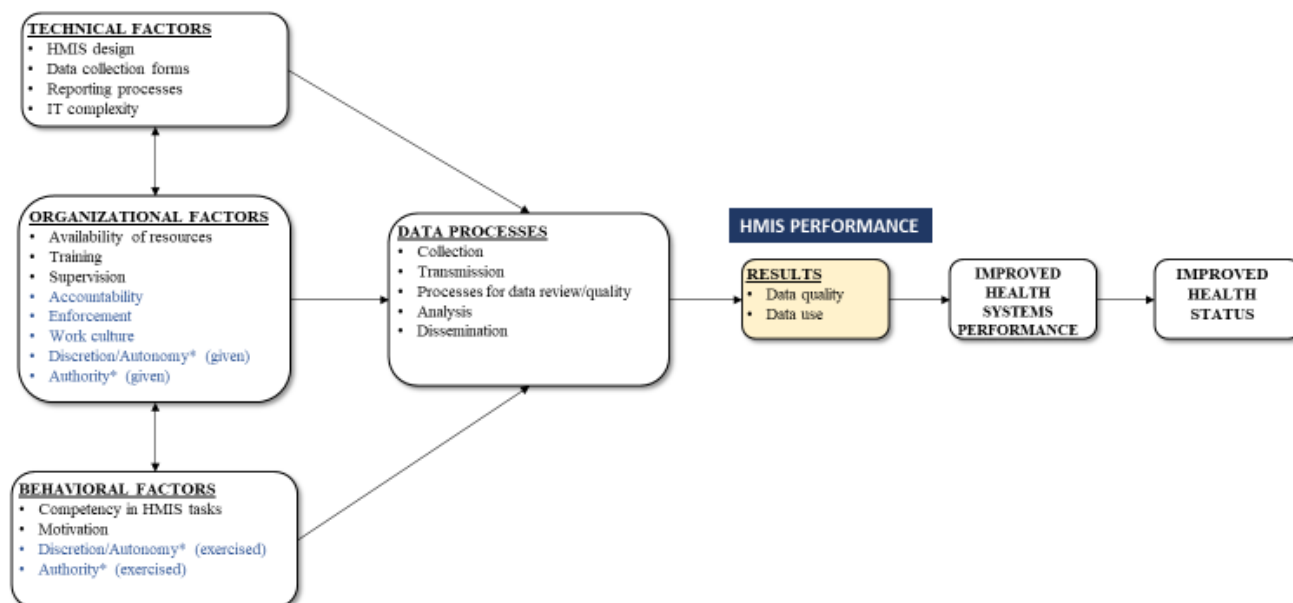 TECHNICAL FACTORS
• HMIS design
• Data collection forms
• Reporting processes
• IT complexity
ORGANIZATIONAL FACTORS
• Availability of resources
• Training
• Supervision
• Accountability
• Enforcement
• Work culture
• Discretion/Autonomy* (given)
• Authority* (given)
BEHAVIORAL FACTORS
• Competency in HMIS tasks
• Motivation
• Discretion/Autonomy* (exercised)
• Authority* (exercised)
DATA PROCESSES
• Collection
• Transmission
• Processes for data review/quality
• Analysis
• Dissemination
HMIS PERFORMANCE
RESULTS
• Data quality
• Data use
IMPROVED
HEALTH
SYSTEMS
PERFORMANCE
IMPROVED
HEALTH
STATUS